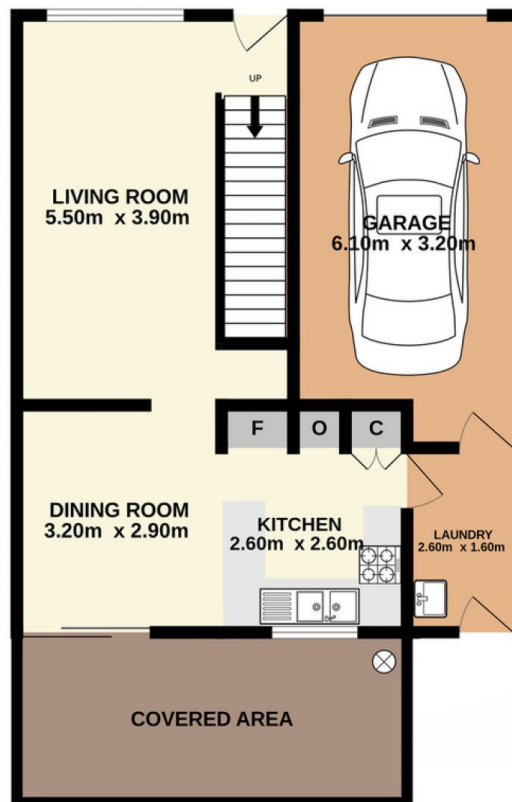 UP
LIVING ROOM
5.50m x 3.90m
GARAGE
6.10m x 3.20m
F
O
C
DINING ROOM
3.20m x 2.90m
KITCHEN
2.60m x 2.60m
LAUNDRY
2.60m x 1.60m
COVERED AREA